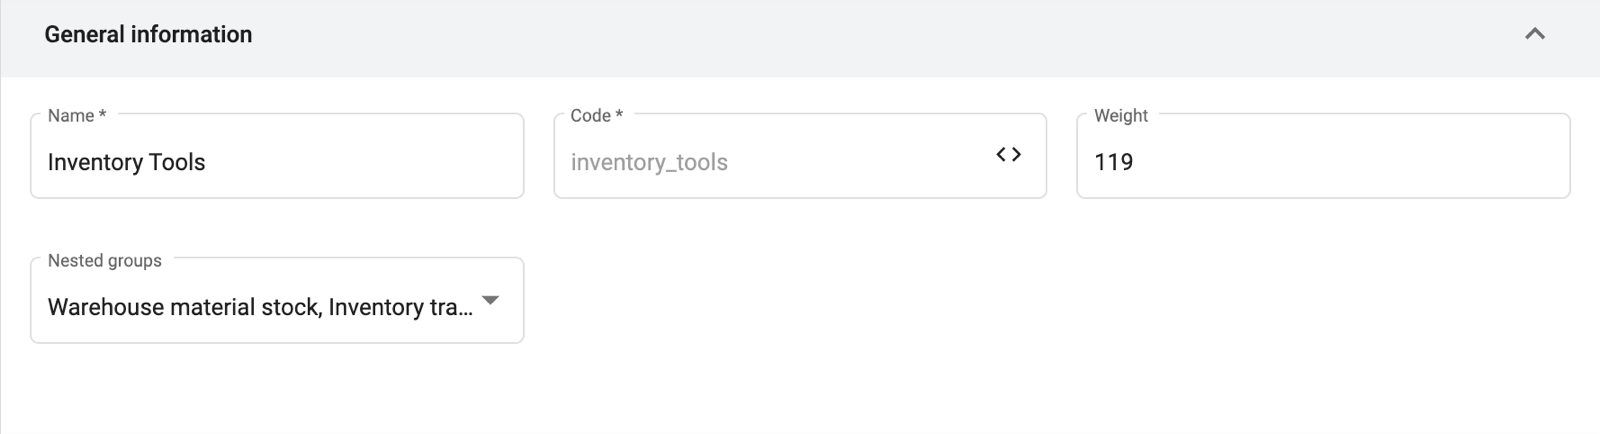 General information
Name *
Inventory Tools
Code *
inventory_tools
Weight
119
Nested groups
Warehouse material stock, Inventory tra...